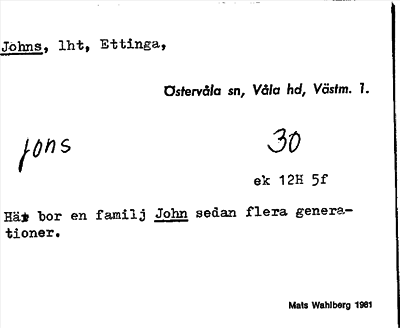 Johns, lht, Ettinga,
Östervåla sn, Våla hd, Västm. l.
jons 30
ek 12H 5f
Här bor en familj John sedan flera genera-
tioner.
Mats Wahlberg 1981